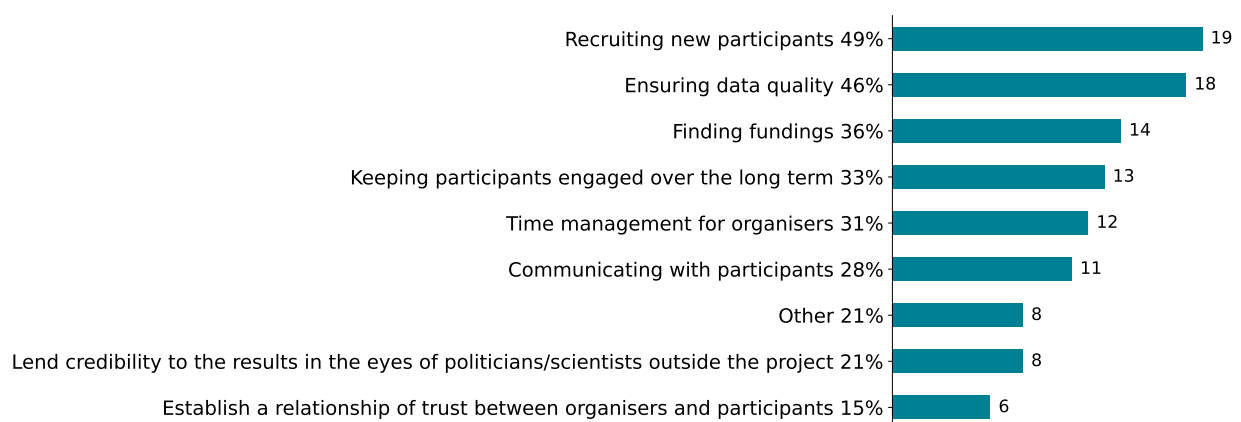 Recruiting new participants 49% 19
Ensuring data quality 46% 18
Finding fundings 36% 14
Keeping participants engaged over the long term 33% 13
Time management for organisers 31% 12
Communicating with participants 28% 11
Other 21% 8
Lend credibility to the results in the eyes of politicians/scientists outside the project 21% 8
Establish a relationship of trust between organisers and participants 15% 6